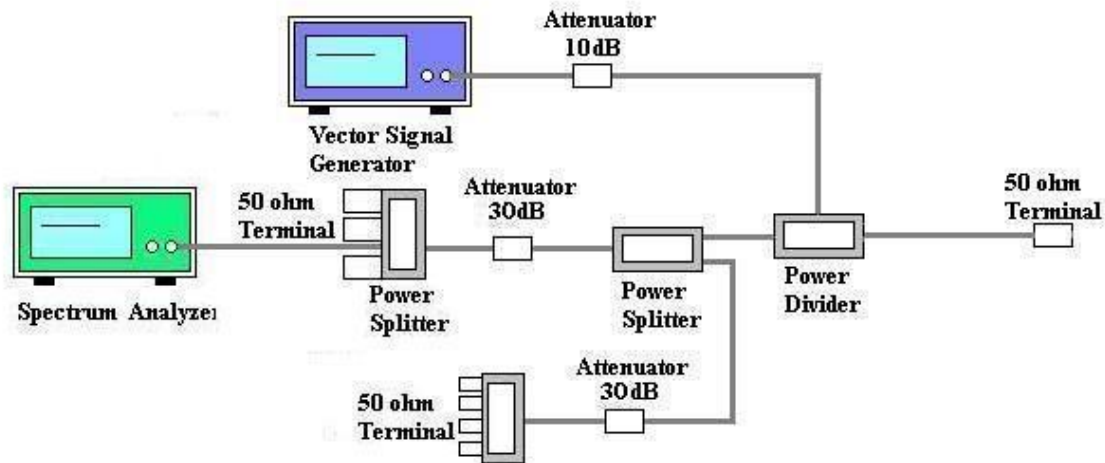 Attenuator
10dB
Vector Signal
Generator
50 ohm
Terminal
Attenuator
30dB
50 ohm
Terminal
Spectrum Analyzer
Power
Splitter
Power
Splitter
Power
Divider
50 ohm
Terminal
Attenuator
30dB